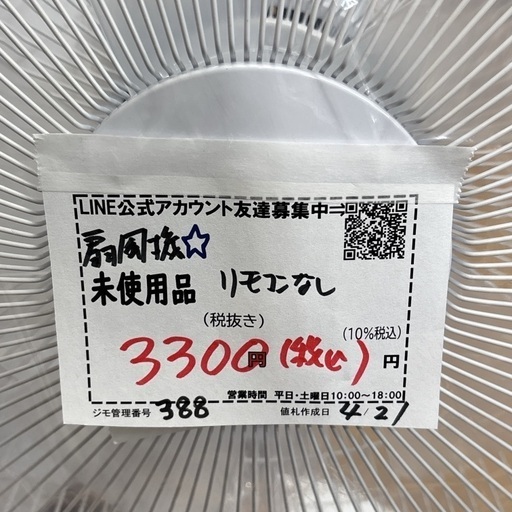 LINE公式アカウント友達募集中⇒
扇風機☆
未使用品 リモコンなし
(税抜き) (10%税込)
3300円(税込)円
営業時間 平日・土曜日10:00～18:00
ジモ管理番号 388 値札作成日 4/21